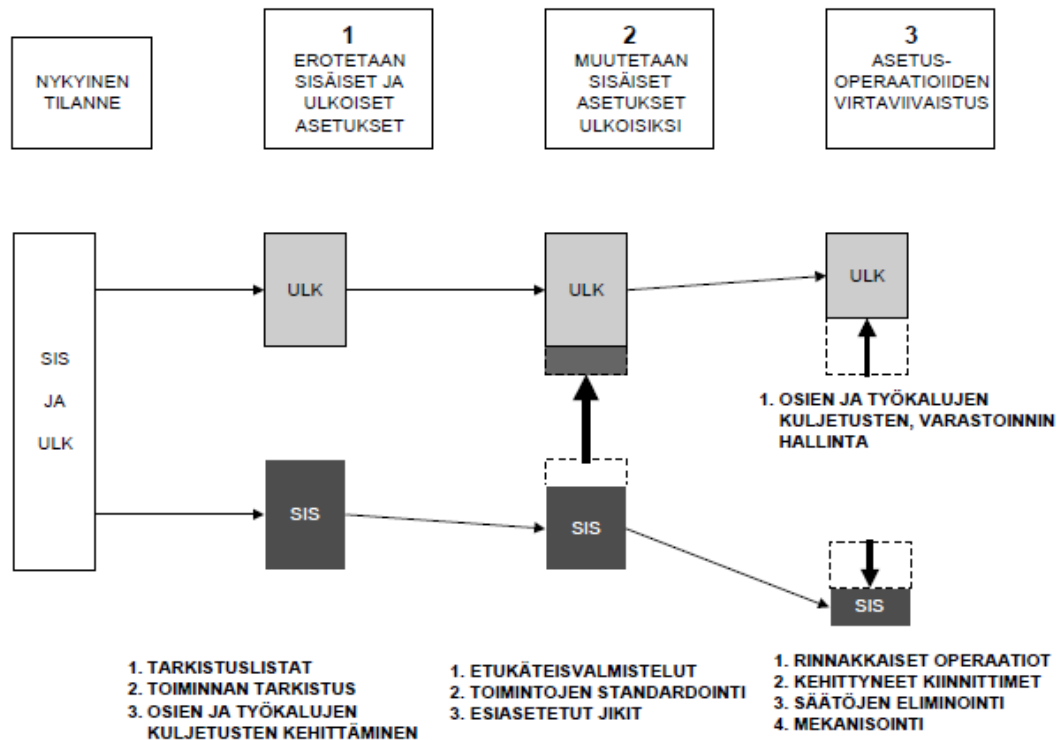 NYKYINEN
TILANNE
1
EROTETAAN
SISÄISET JA
ULKOISET
ASETUKSET
2
MUUTETAAN
SISÄISET
ASETUKSET
ULKOISIKSI
3
ASETUS-
OPERAATIOIIDEN
VIRTAVIIVAISTUS
SIS
JA
ULK
ULK
ULK
ULK
1. OSIEN JA TYÖKALUJEN
KULJETUSTEN, VARASTOINNIN
HALLINTA
SIS
SIS
SIS
1. TARKISTUSLISTAT
2. TOIMINNAN TARKISTUS
3. OSIEN JA TYÖKALUJEN
KULJETUSTEN KEHITTÄMINEN
1. ETUKÄTEISVALMISTELUT
2. TOIMINTOJEN STANDARDOINTI
3. ESIASETETUT JIKIT
1. RINNAKKAISET OPERAATIOT
2. KEHITTYNEET KIINNITTIMET
3. SÄÄTÖJEN ELIMINOINTI
4. MEKANISOINTI